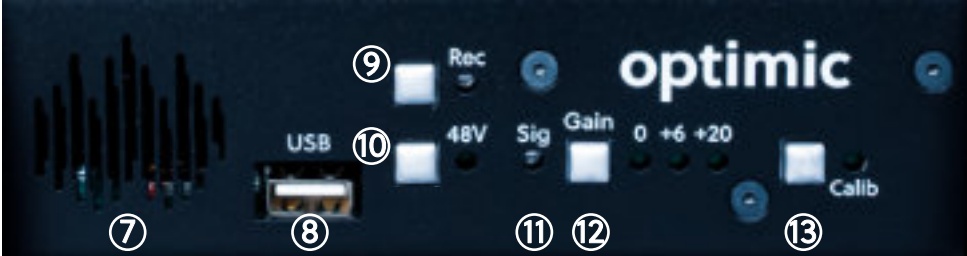 ⑨ Rec optimic
USB ⑩ 48V Sig Gain 0 +6 +20
Calib
⑦ ⑧ ⑪ ⑫ ⑬